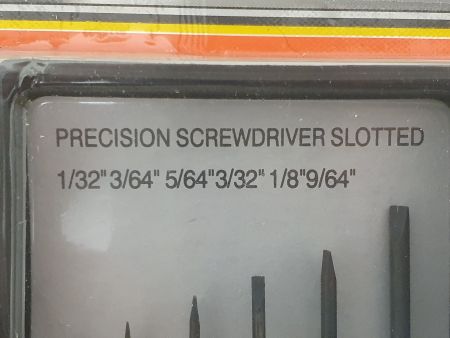 PRECISION SCREWDRIVER SLOTTED
1/32" 3/64" 5/64"3/32" 1/8"9/64"